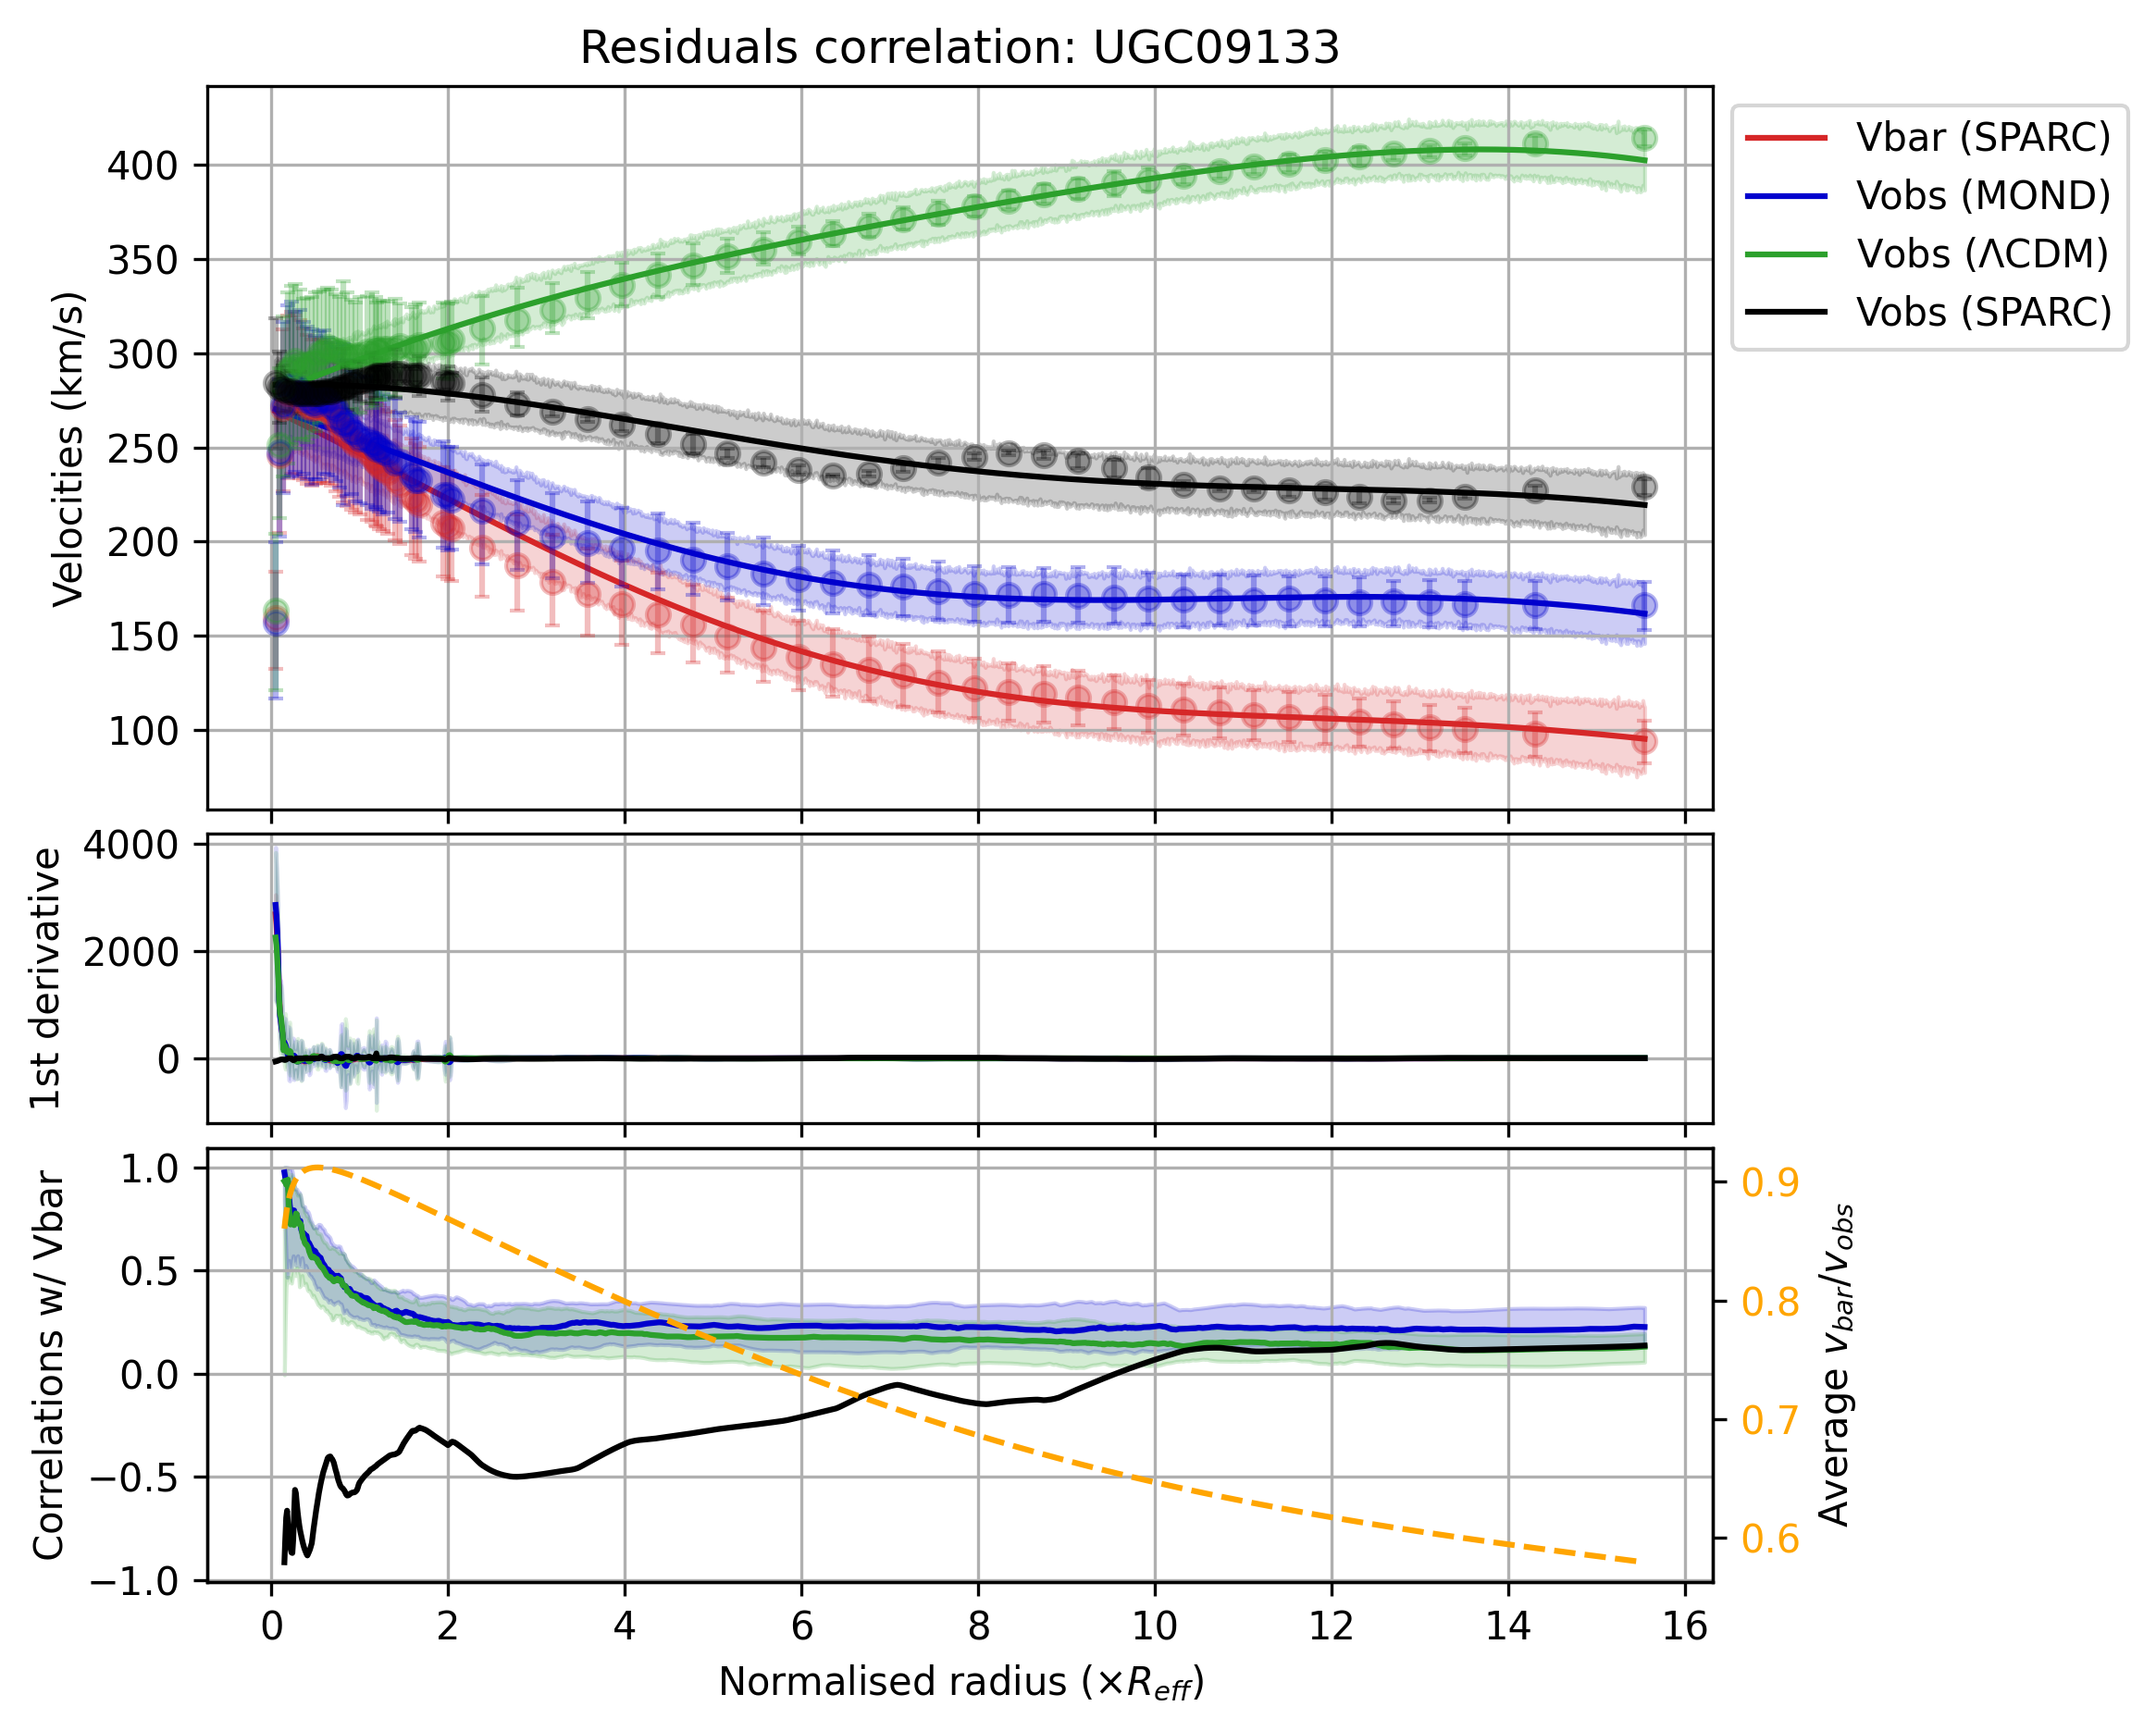 Residuals correlation: UGC09133
Velocities (km/s)
400
350
300
250
200
150
100
Vbar (SPARC)
Vobs (MOND)
Vobs (ΛCDM)
Vobs (SPARC)
1st derivative
4000
2000
0
Correlations w/ Vbar
1.0
0.5
0.0
−0.5
−1.0
0.9
0.8
0.7
0.6
Average v_bar/v_obs
0 2 4 6 8 10 12 14 16
Normalised radius (×R_eff)